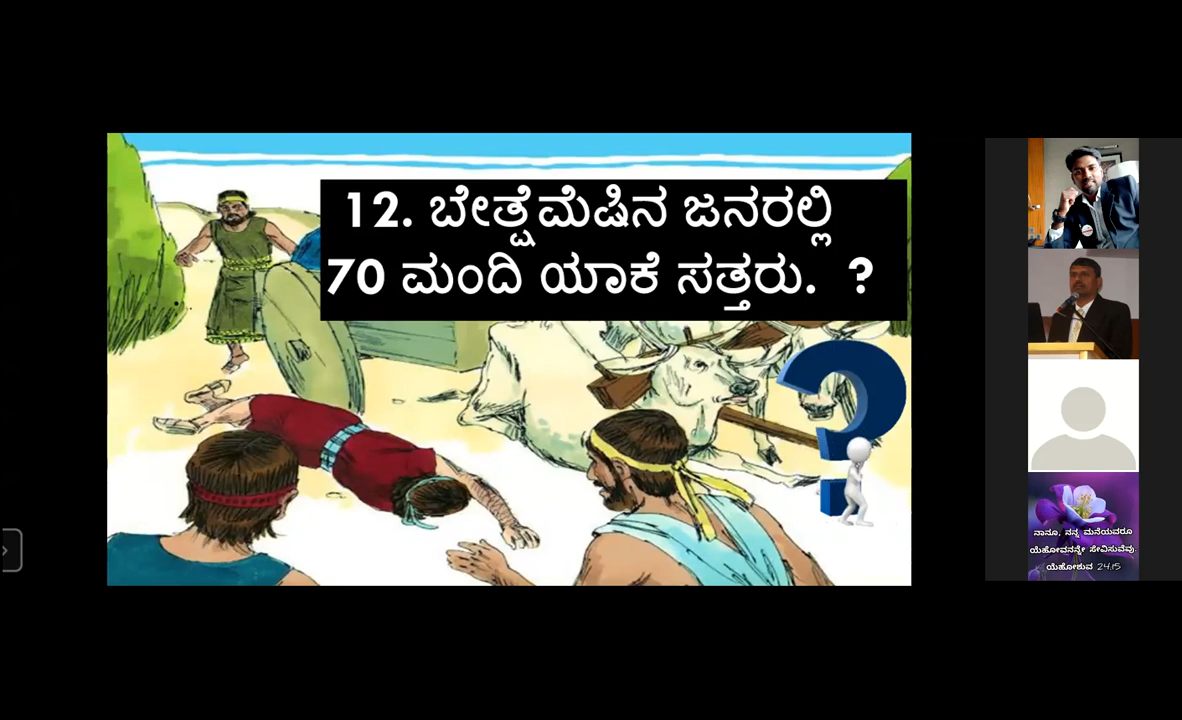 12. ಬೇತ್ಷೆಮೆಷಿನ ಜನರಲ್ಲಿ
70 ಮಂದಿ ಯಾಕೆ ಸತ್ತರು. ?
ನಾನೂ, ನನ್ನ ಮನೆಯವರೂ
ಯೆಹೋವನನ್ನೇ ಸೇವಿಸುವೆವು.
ಯೆಹೋಶುವ 24:15